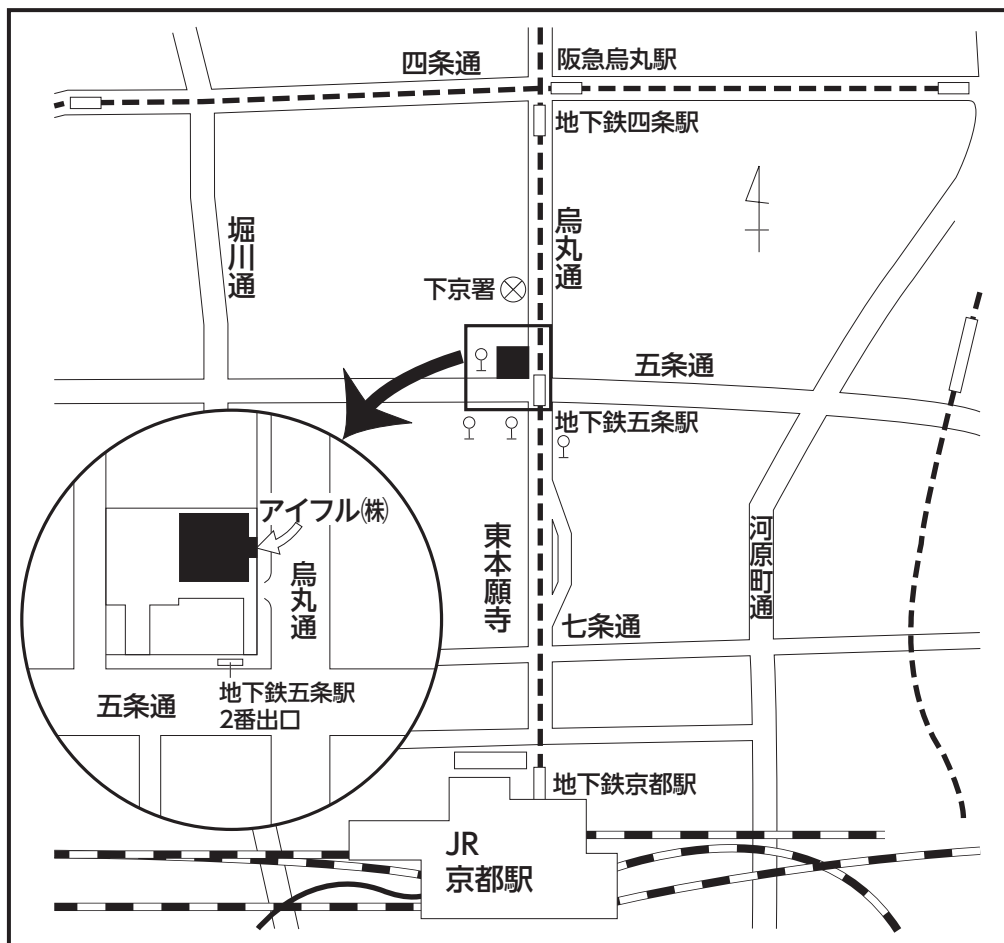 四条通
阪急烏丸駅
地下鉄四条駅
堀川通
烏丸通
下京署
五条通
地下鉄五条駅
アイフル㈱
烏丸通
東本願寺
河原町通
七条通
五条通
地下鉄五条駅
2番出口
地下鉄京都駅
JR
京都駅